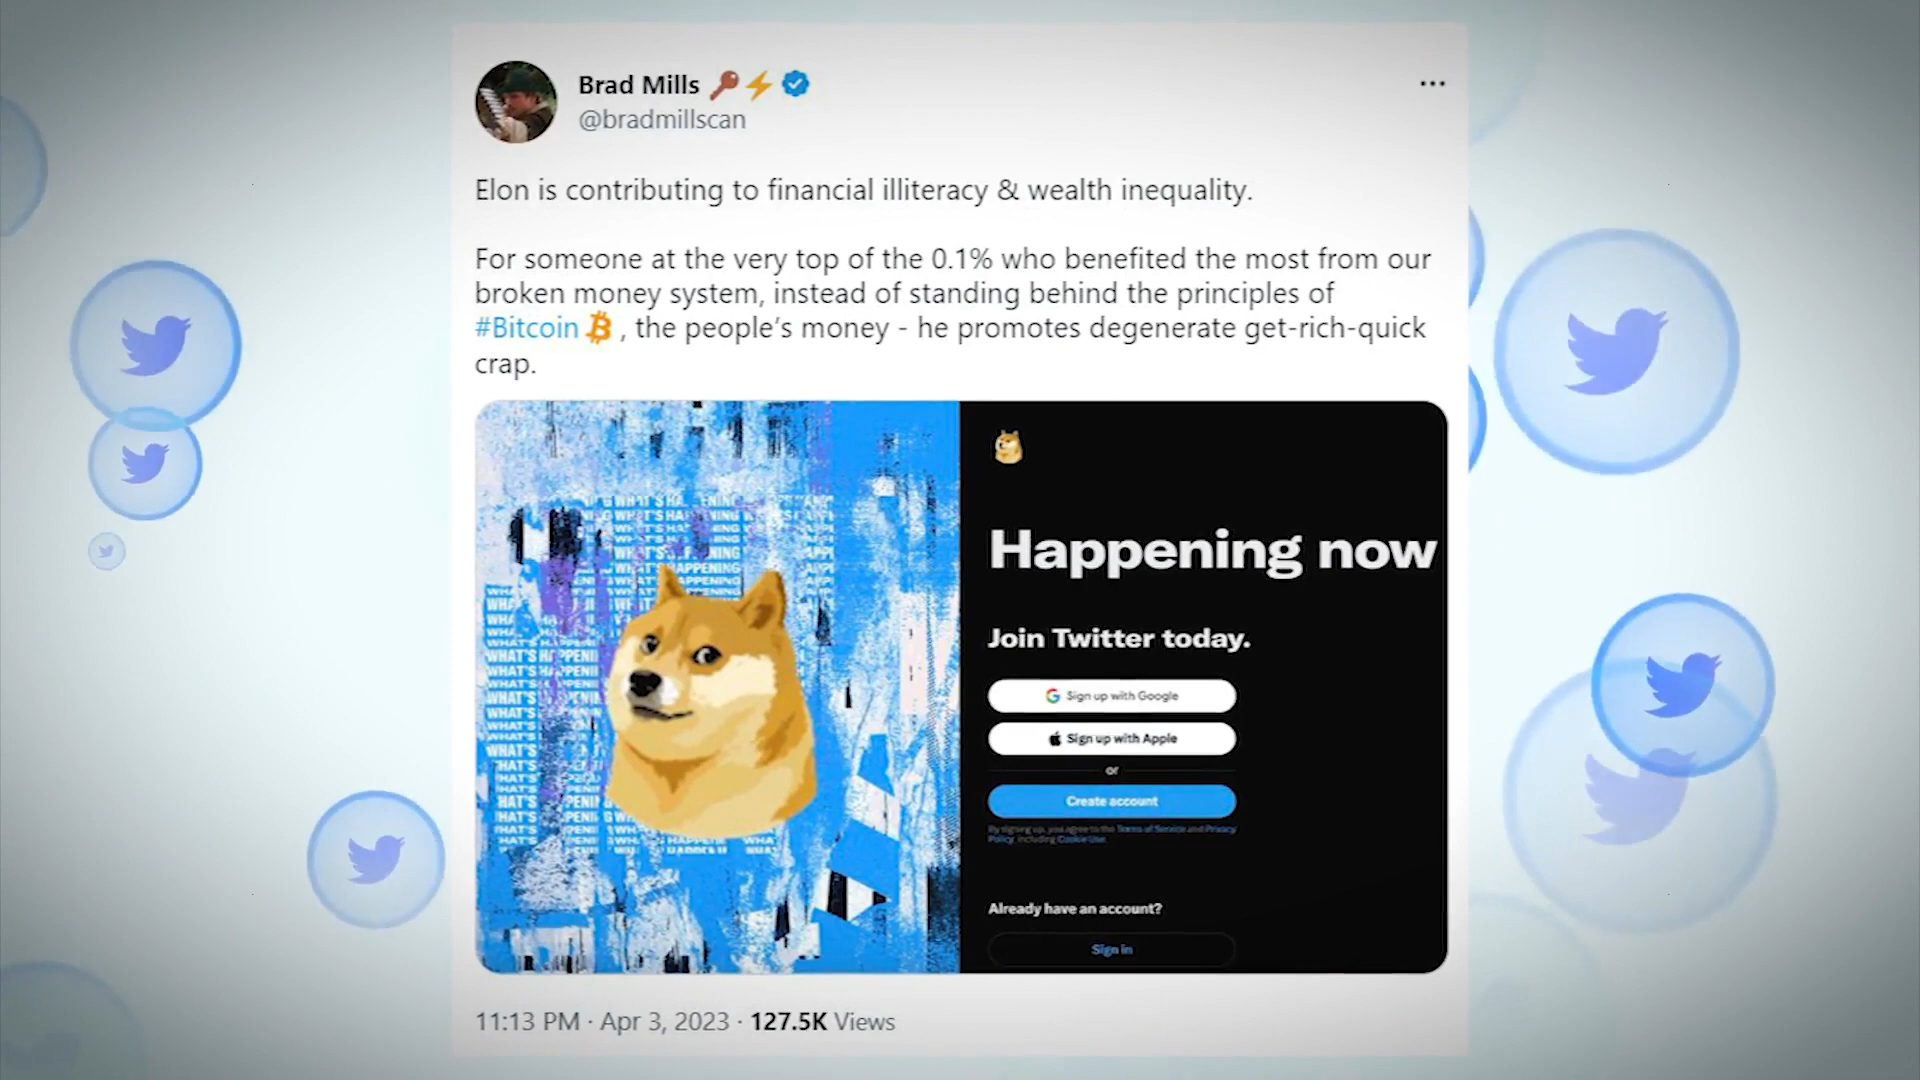 Brad Mills
@bradmillscan
Elon is contributing to financial illiteracy & wealth inequality.
For someone at the very top of the 0.1% who benefited the most from our
broken money system, instead of standing behind the principles of
#Bitcoin , the people’s money - he promotes degenerate get-rich-quick
crap.
Happening now
Join Twitter today.
Sign up with Google
Sign up with Apple
or
Create account
By signing up, you agree to the Terms of Service and Privacy
Policy, including Cookie Use.
Already have an account?
Sign in
11:13 PM · Apr 3, 2023 · 127.5K Views